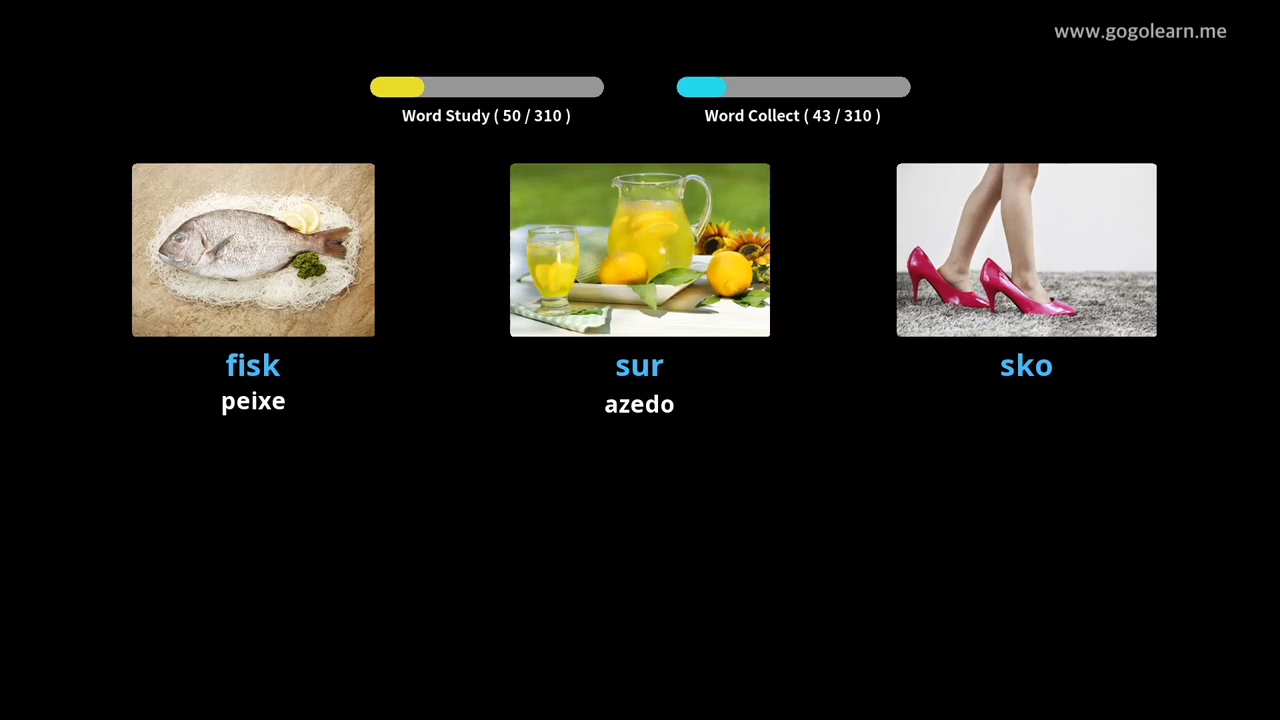 www.gogolearn.me
Word Study ( 50 / 310 )
Word Collect ( 43 / 310 )
fisk
peixe
sur
azedo
sko